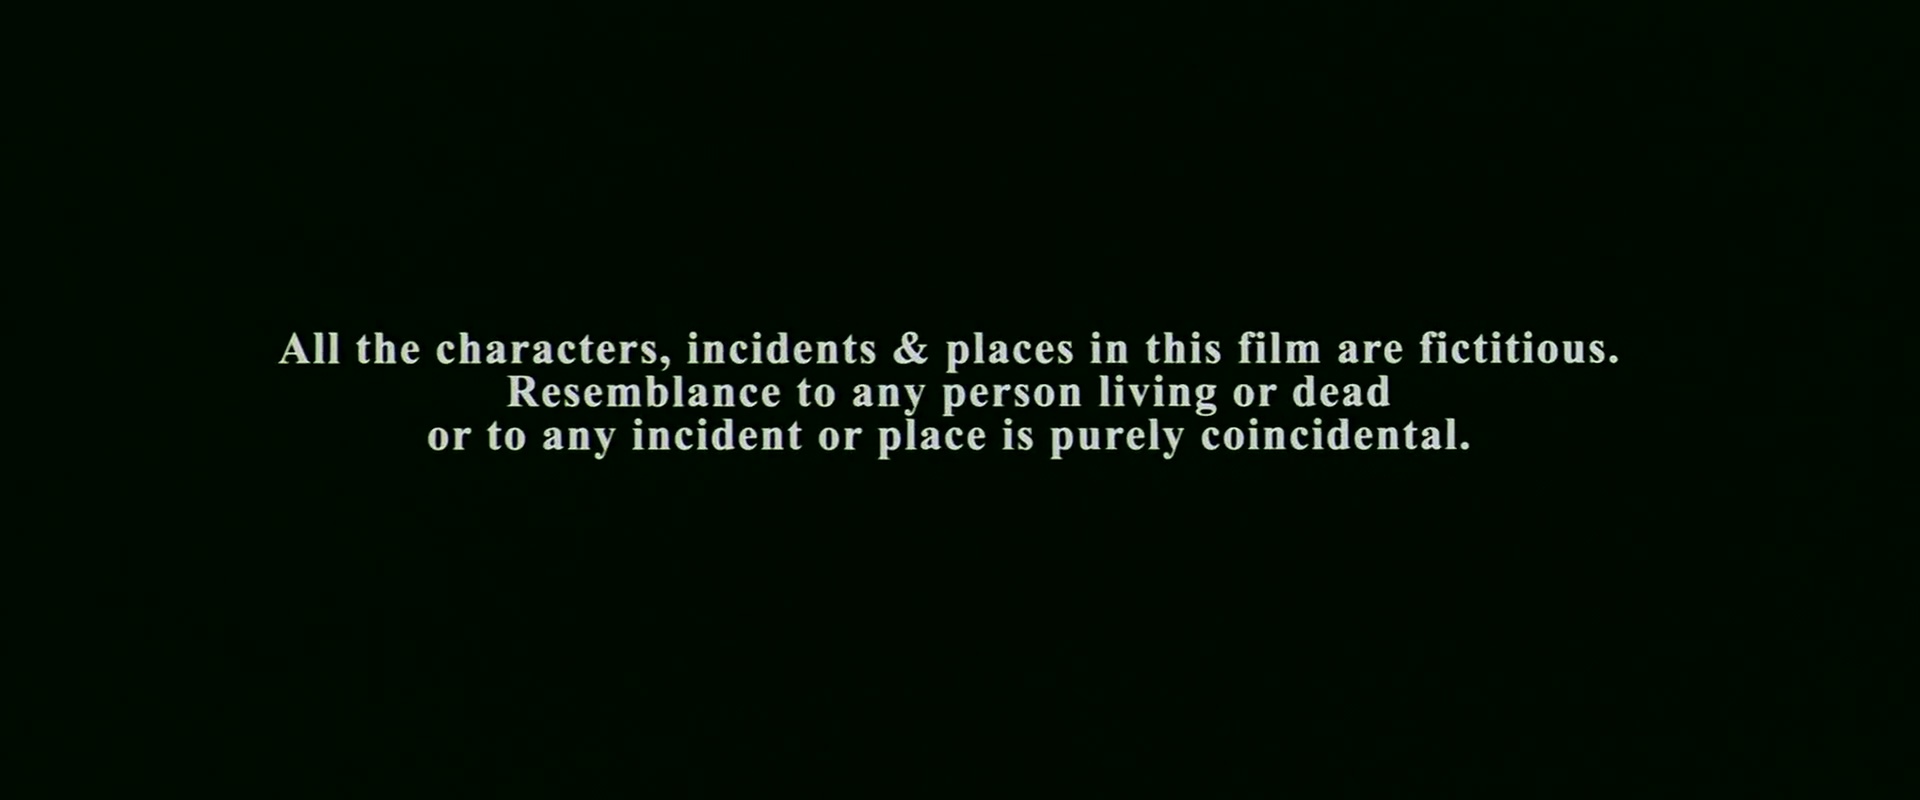 All the characters, incidents & places in this film are fictitious.
Resemblance to any person living or dead
or to any incident or place is purely coincidental.